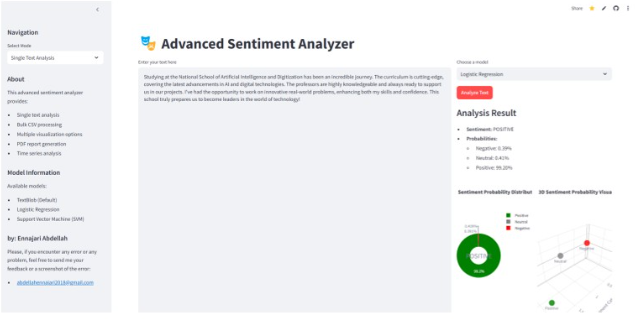 Share
Navigation
Select Mode
Single Text Analysis
About
This advanced sentiment analyzer
provides:
Single text analysis
Bulk CSV processing
Multiple visualization options
PDF report generation
Time series analysis
Model Information
Available models:
TextBlob (Default)
Logistic Regression
Support Vector Machine (SVM)
by: Ennajari Abdellah
Please, if you encounter any error or any
problem, feel free to send me your
feedback or a screenshot of the error:
Advanced Sentiment Analyzer
Enter your text here
Studying at the National School of Artificial Intelligence and Digitization has been an incredible journey. The curriculum is cutting-edge,
covering the latest advancements in AI and digital technologies. The professors are highly knowledgeable and always ready to support
us in our projects. I've had the opportunity to work on innovative real-world problems, enhancing both my skills and confidence. This
school truly prepares us to become leaders in the world of technology!
Choose a model
Logistic Regression
Analyze Text
Analysis Result
Sentiment: POSITIVE
Probabilities:
Negative: 0.39%
Neutral: 0.41%
Positive: 99.20%
Sentiment Probability Distribut
3D Sentiment Probability Visua
Positive
Neutral
Negative
POSITIVE
99.2%
Negative
Neutral
Positive